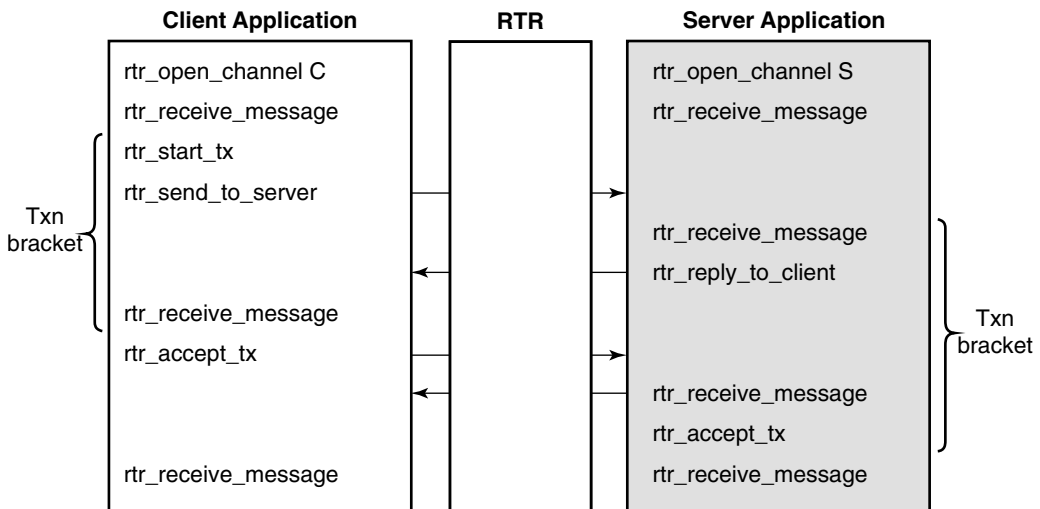 Client Application
RTR
Server Application
rtr_open_channel C
rtr_open_channel S
rtr_receive_message
rtr_receive_message
rtr_start_tx
rtr_send_to_server
Txn
bracket
rtr_receive_message
rtr_reply_to_client
rtr_receive_message
Txn
bracket
rtr_accept_tx
rtr_receive_message
rtr_accept_tx
rtr_receive_message
rtr_receive_message